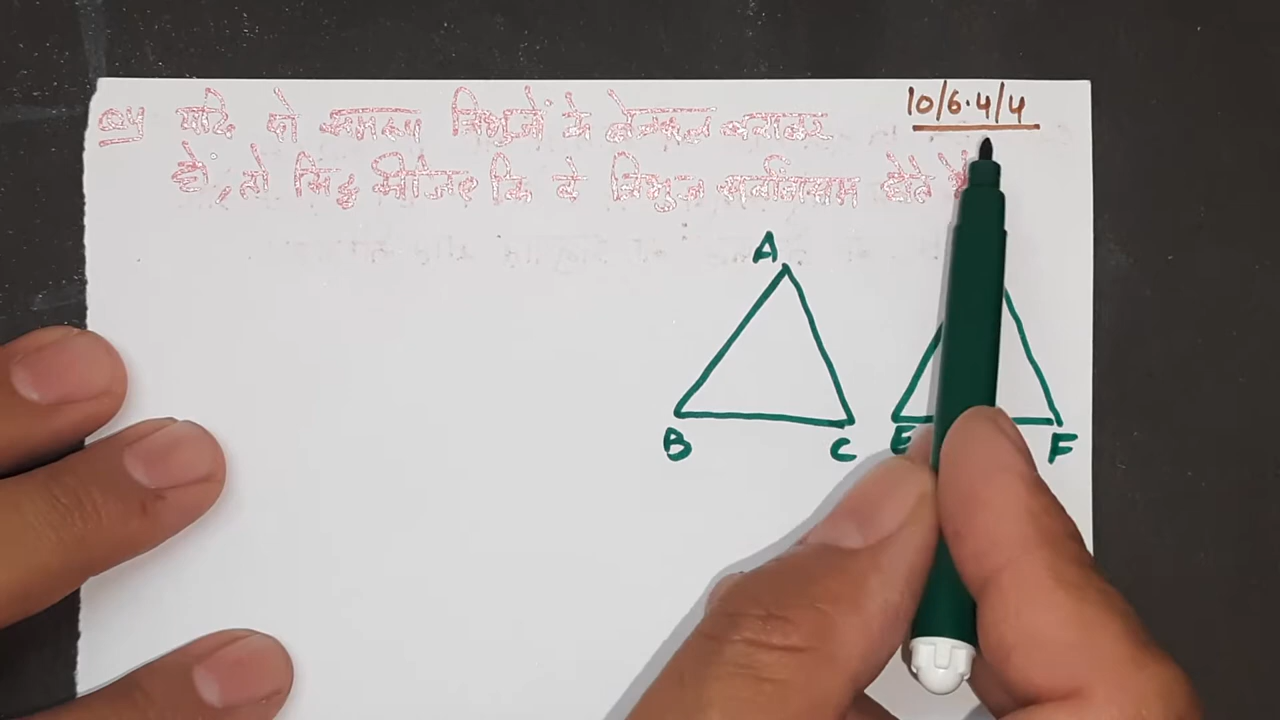 Q4 यदि दो समरूप त्रिभुजों के क्षेत्रफल बराबर
हों, तो सिद्ध कीजिए कि वे त्रिभुज सर्वांगसम होते हैं
10/6.4/4
A
B
C
E
F